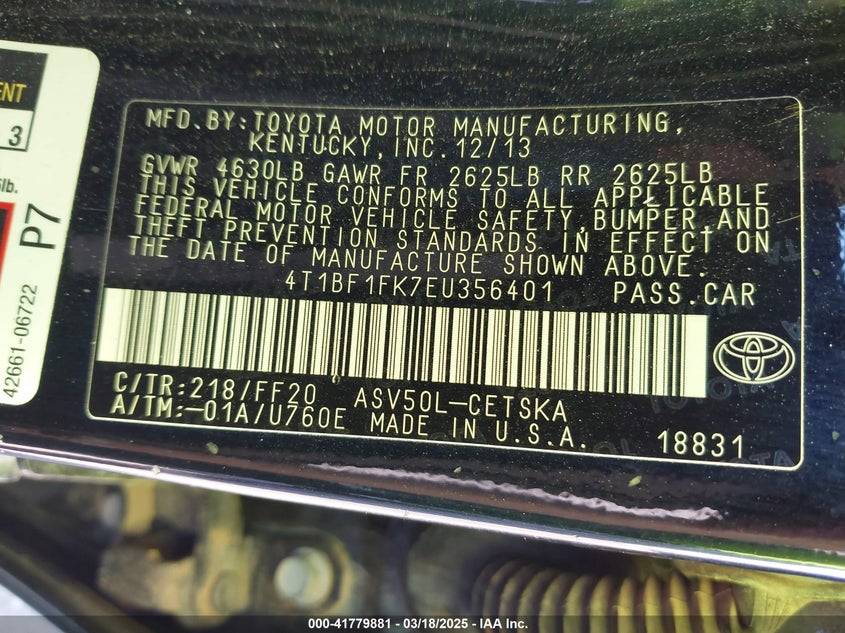 ENT
3
lb.
P7
42661-06722
MFD.BY:TOYOTA MOTOR MANUFACTURING,
KENTUCKY,INC.12/13
GVWR 4630LB GAWR FR 2625LB RR 2625LB
THIS VEHICLE CONFORMS TO ALL APPLICABLE
FEDERAL MOTOR VEHICLE SAFETY,BUMPER,AND
THEFT PREVENTION STANDARDS IN EFFECT ON
THE DATE OF MANUFACTURE SHOWN ABOVE.
4T1BF1FK7EU356401 PASS.CAR
C/TR:218/FF20 ASV50L-CETSKA
A/TM:-01A/U760E MADE IN U.S.A. 18831
000-41779881 - 03/18/2025 - IAA Inc.